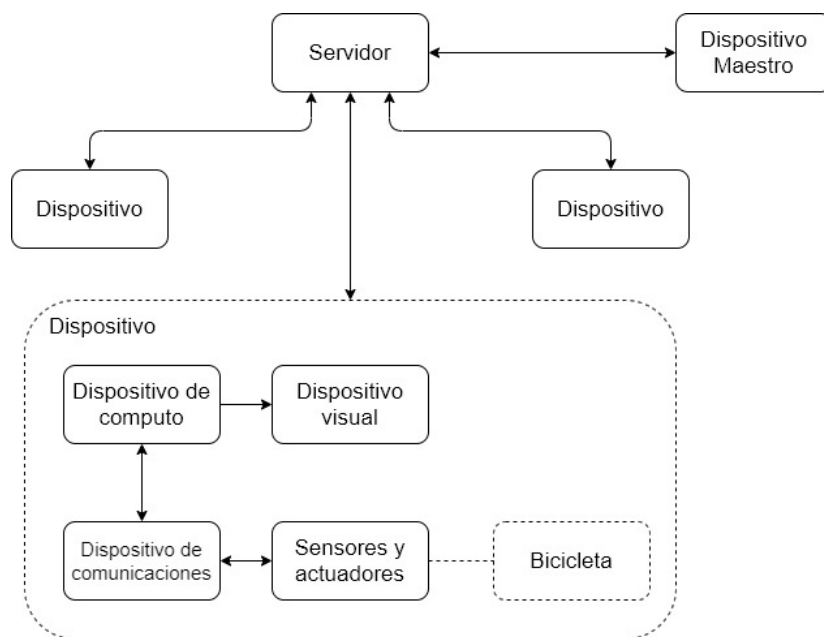 Servidor
Dispositivo
Maestro
Dispositivo
Dispositivo
Dispositivo
Dispositivo de
computo
Dispositivo
visual
Dispositivo de
comunicaciones
Sensores y
actuadores
Bicicleta